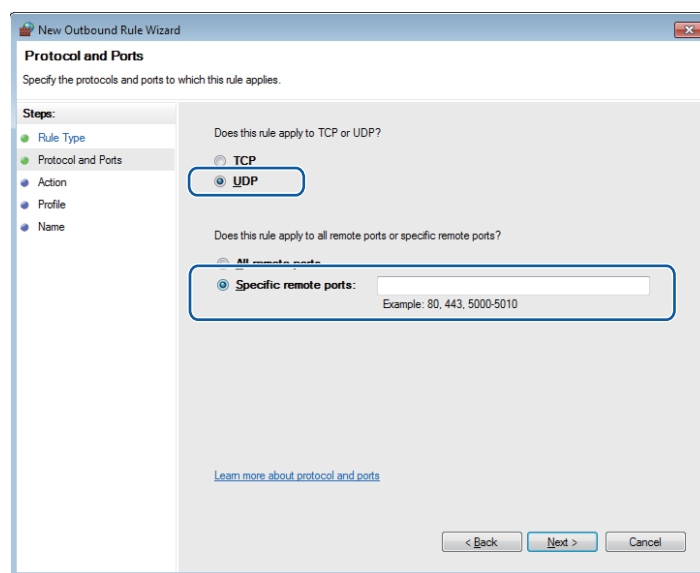 New Outbound Rule Wizard
Protocol and Ports
Specify the protocols and ports to which this rule applies.
Steps:
Rule Type
Protocol and Ports
Action
Profile
Name
Does this rule apply to TCP or UDP?
TCP
UDP
Does this rule apply to all remote ports or specific remote ports?
All remote ports
Specific remote ports:
Example: 80, 443, 5000-5010
Learn more about protocol and ports
< Back
Next >
Cancel